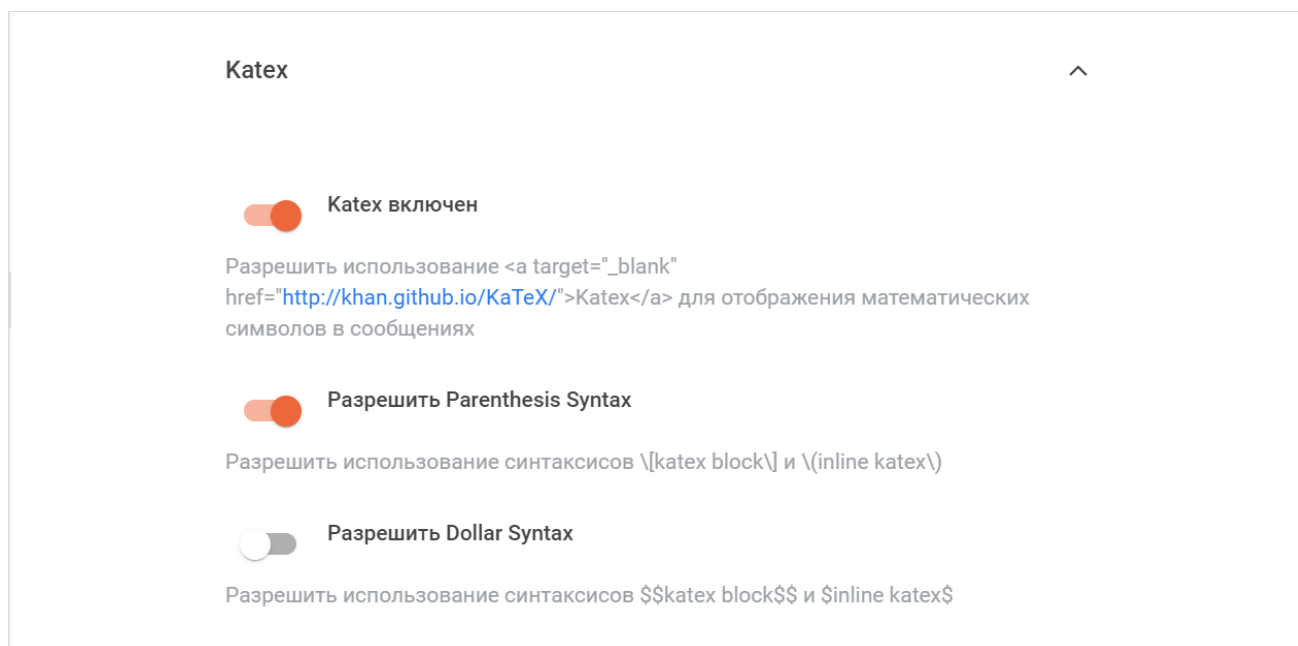 Katex
Katex включен
Разрешить использование <a target="_blank"
href="http://khan.github.io/KaTeX/">Katex</a> для отображения математических
символов в сообщениях
Разрешить Parenthesis Syntax
Разрешить использование синтаксисов \[katex block\] и \(inline katex\)
Разрешить Dollar Syntax
Разрешить использование синтаксисов $$katex block$$ и $inline katex$